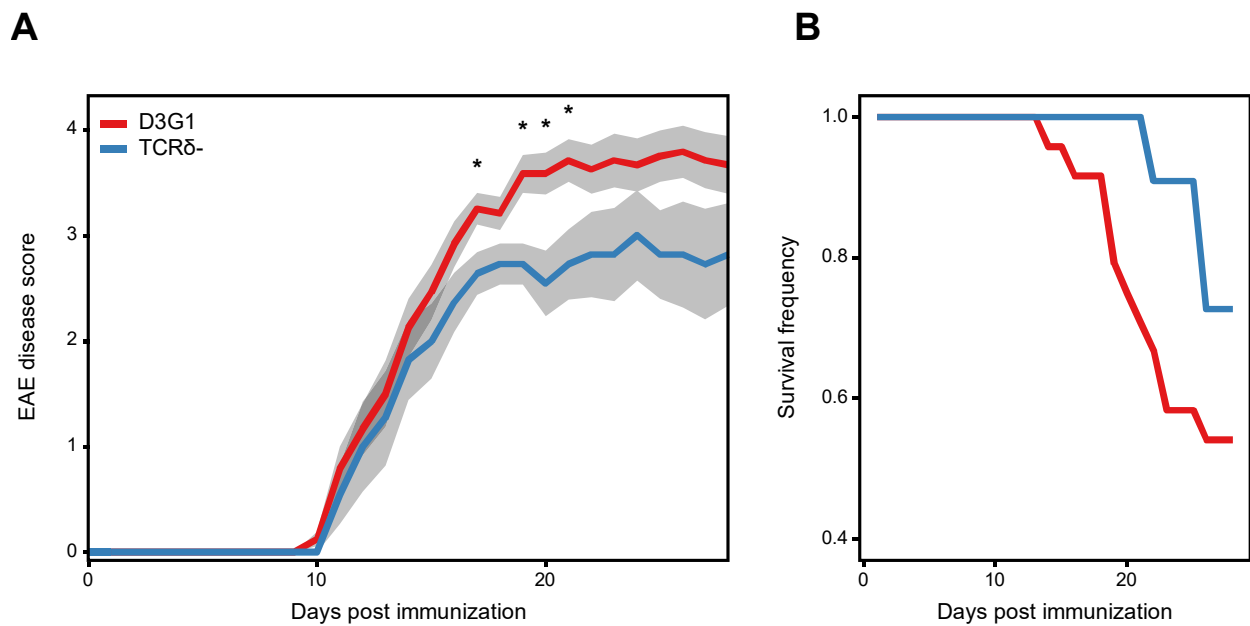 A
B
D3G1
TCRδ-
*
*
*
*
4
3
2
1
0
EAE disease score
0
10
20
Days post immunization
1.0
0.8
0.6
0.4
Survival frequency
0
10
20
Days post immunization